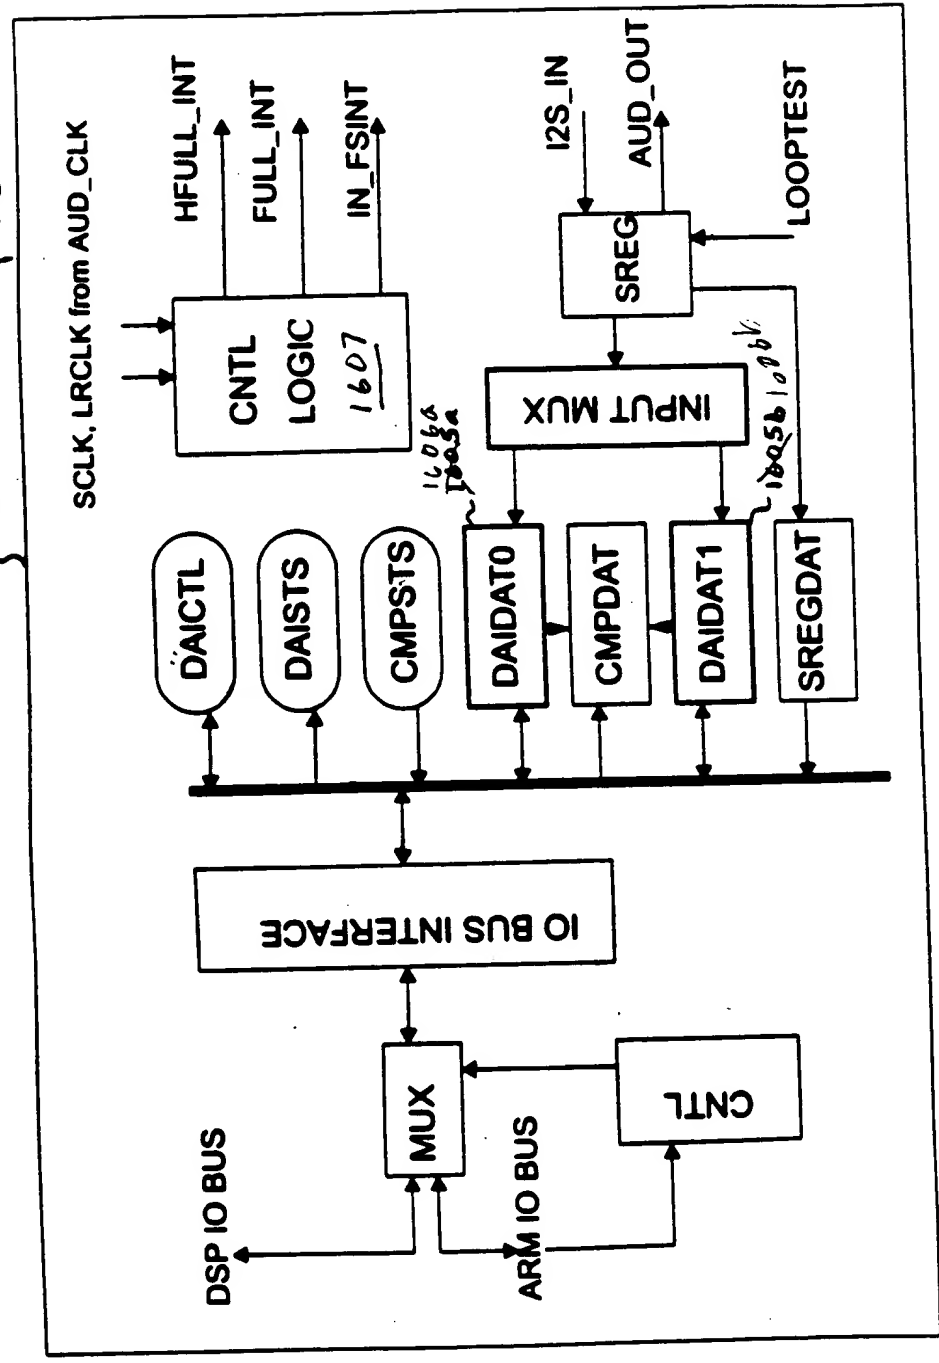 SCLK, LRCLK from AUD_CLK
HFULL_INT
FULL_INT
IN_FSINT
CNTL
LOGIC
1607
DAICTL
DAISTS
CMPSTS
1606a
DAIDAT0
CMPDAT
DAIDAT1
SREGDAT
INPUT MUX
SREG
I2S_IN
AUD_OUT
LOOPTEST
IO BUS INTERFACE
MUX
CNTL
DSP IO BUS
ARM IO BUS